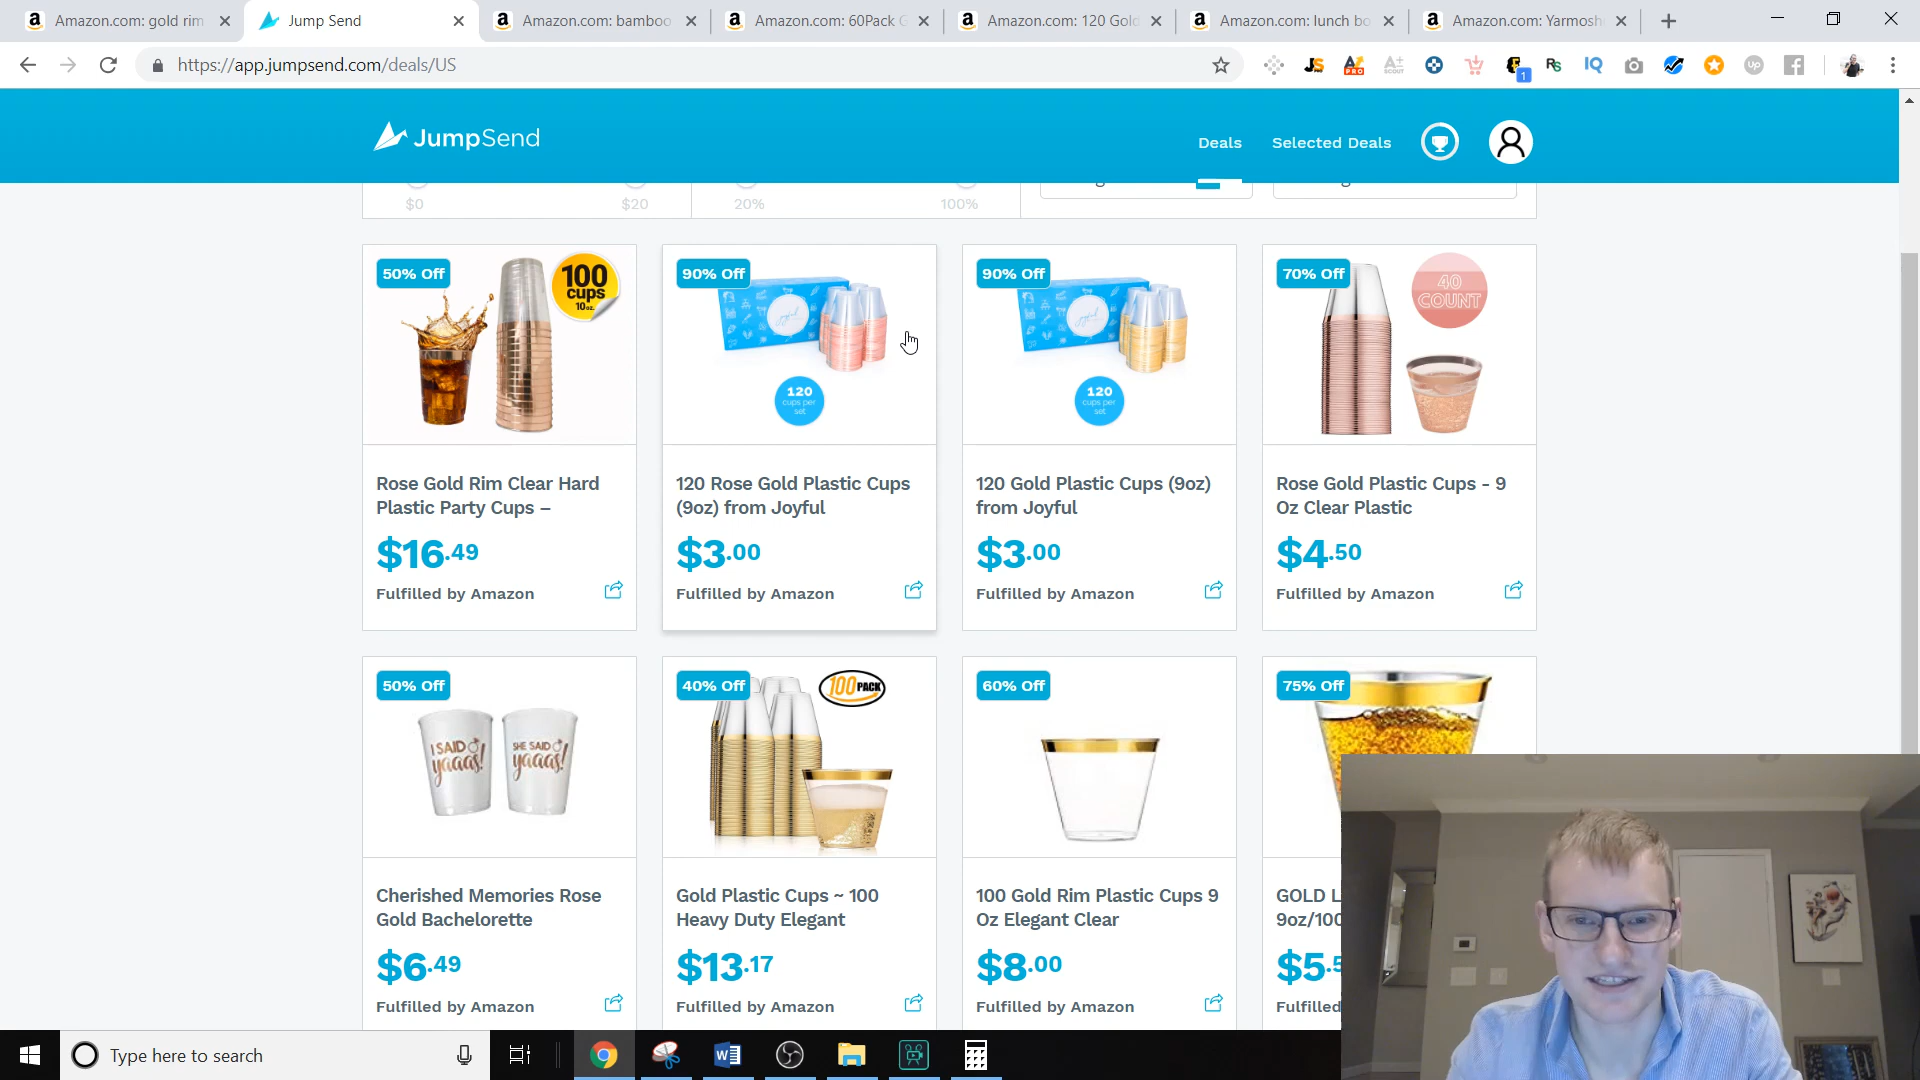 Amazon.com: gold rim
Jump Send
Amazon.com: bamboo
Amazon.com: 60Pack G
Amazon.com: 120 Gold
Amazon.com: lunch bo
Amazon.com: Yarmosh
https://app.jumpsend.com/deals/US
JumpSend
Deals
Selected Deals
$0
$20
20%
100%
50% Off
100
cups
10oz.
90% Off
120
cups per
set
90% Off
120
cups per
set
70% Off
40
COUNT
Rose Gold Rim Clear Hard
Plastic Party Cups –
$16.49
Fulfilled by Amazon
120 Rose Gold Plastic Cups
(9oz) from Joyful
$3.00
Fulfilled by Amazon
120 Gold Plastic Cups (9oz)
from Joyful
$3.00
Fulfilled by Amazon
Rose Gold Plastic Cups - 9
Oz Clear Plastic
$4.50
Fulfilled by Amazon
50% Off
I SAID
yaaas!
SHE SAID
yaaas!
40% Off
100 PACK
60% Off
75% Off
Cherished Memories Rose
Gold Bachelorette
$6.49
Fulfilled by Amazon
Gold Plastic Cups ~ 100
Heavy Duty Elegant
$13.17
Fulfilled by Amazon
100 Gold Rim Plastic Cups 9
Oz Elegant Clear
$8.00
Fulfilled by Amazon
GOLD L
9oz/100
$5.5
Fulfilled
Type here to search